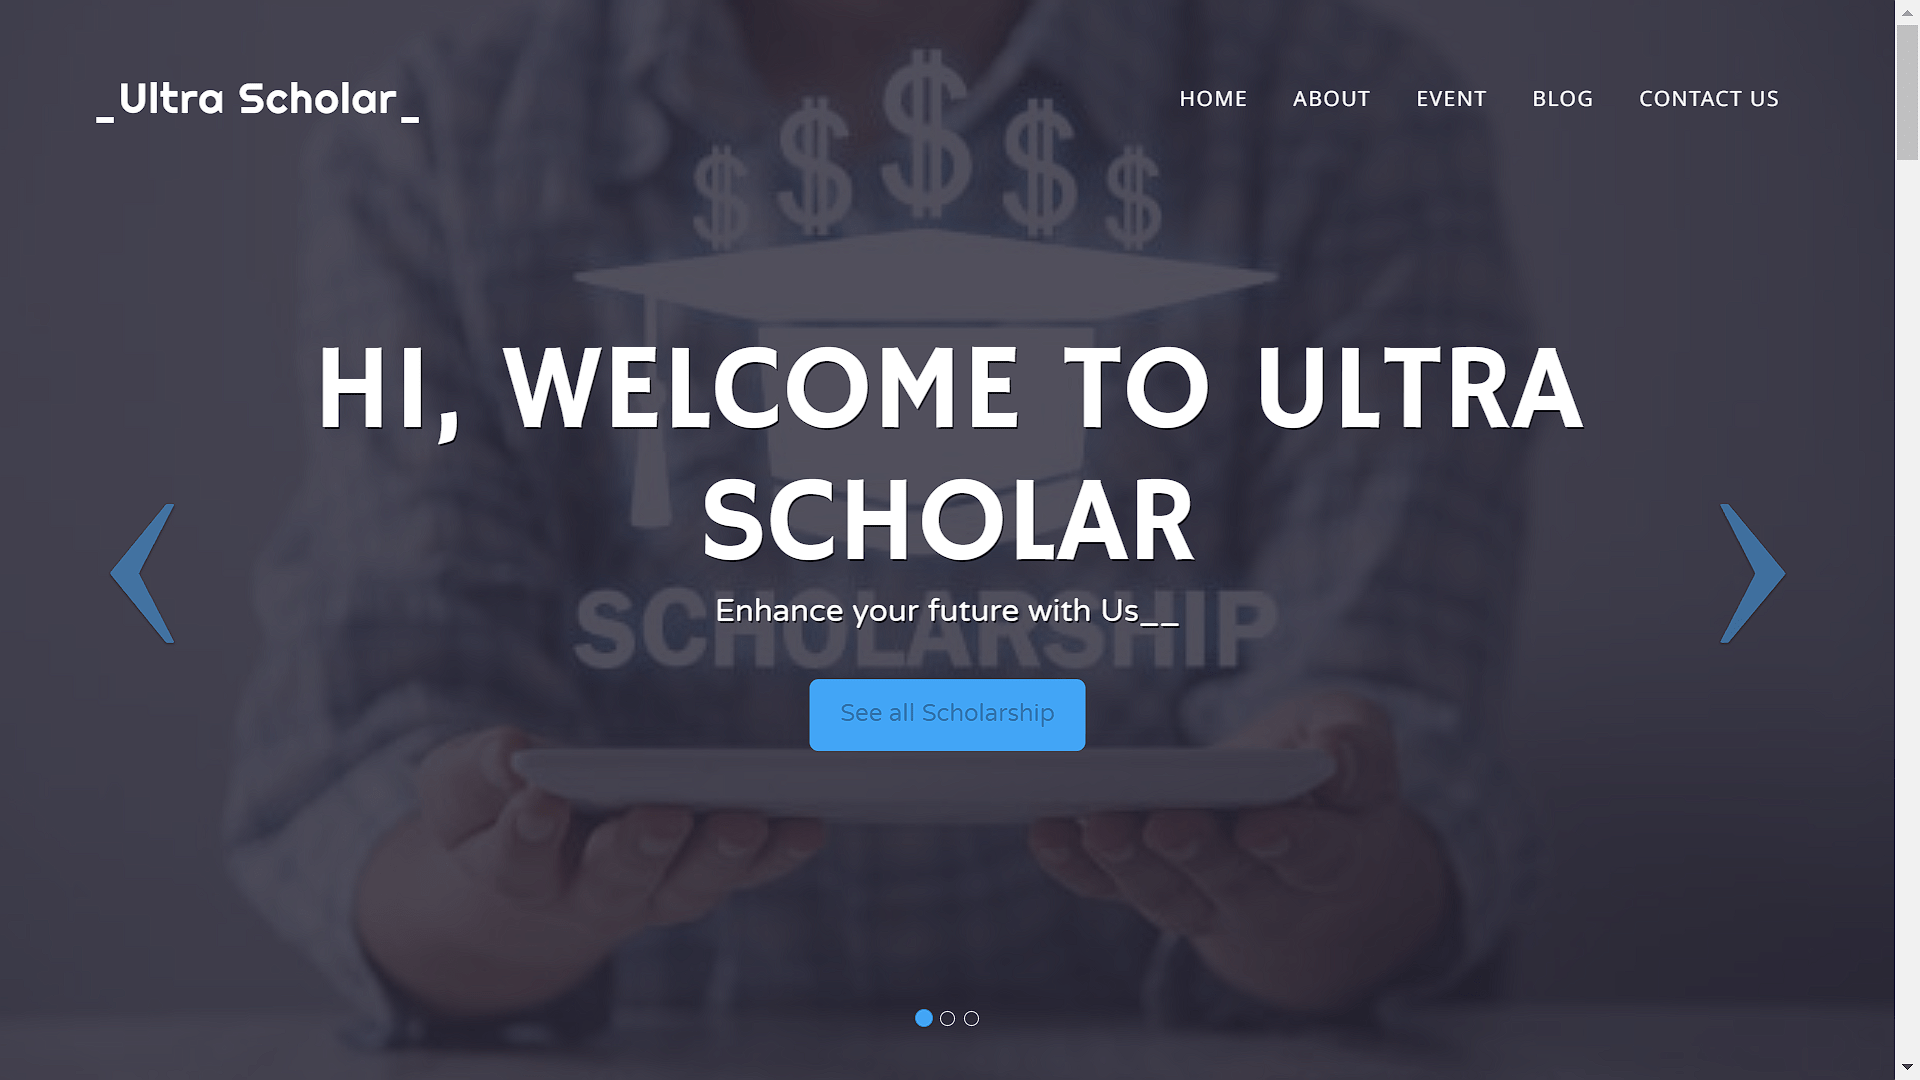 _Ultra Scholar_
HOME ABOUT EVENT BLOG CONTACT US
$ $ $ $ $
HI, WELCOME TO ULTRA
SCHOLAR
Enhance your future with Us__
SCHOLARSHIP
See all Scholarship